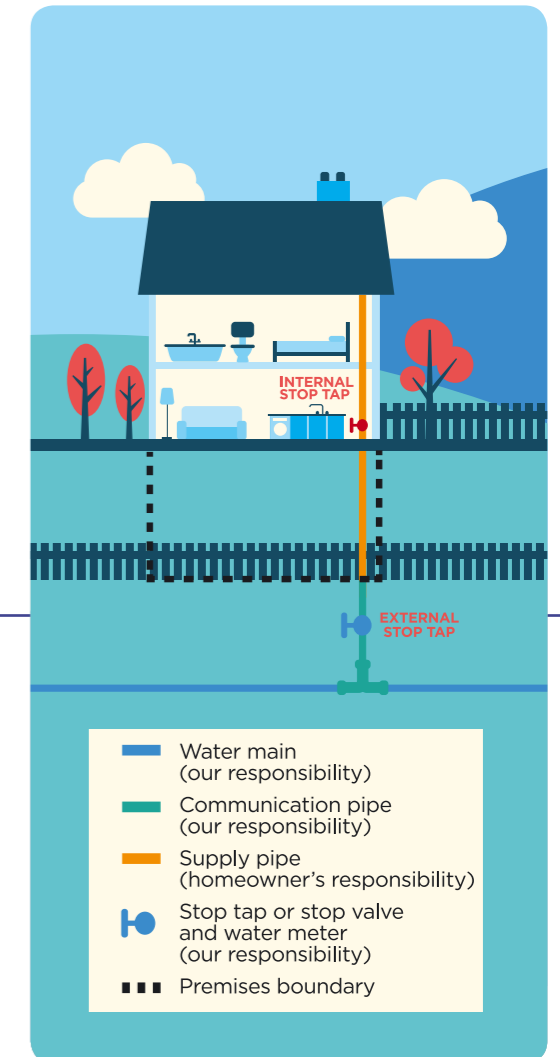 INTERNAL
STOP TAP
EXTERNAL
STOP TAP
Water main
(our responsibility)
Communication pipe
(our responsibility)
Supply pipe
(homeowner's responsibility)
Stop tap or stop valve
and water meter
(our responsibility)
Premises boundary